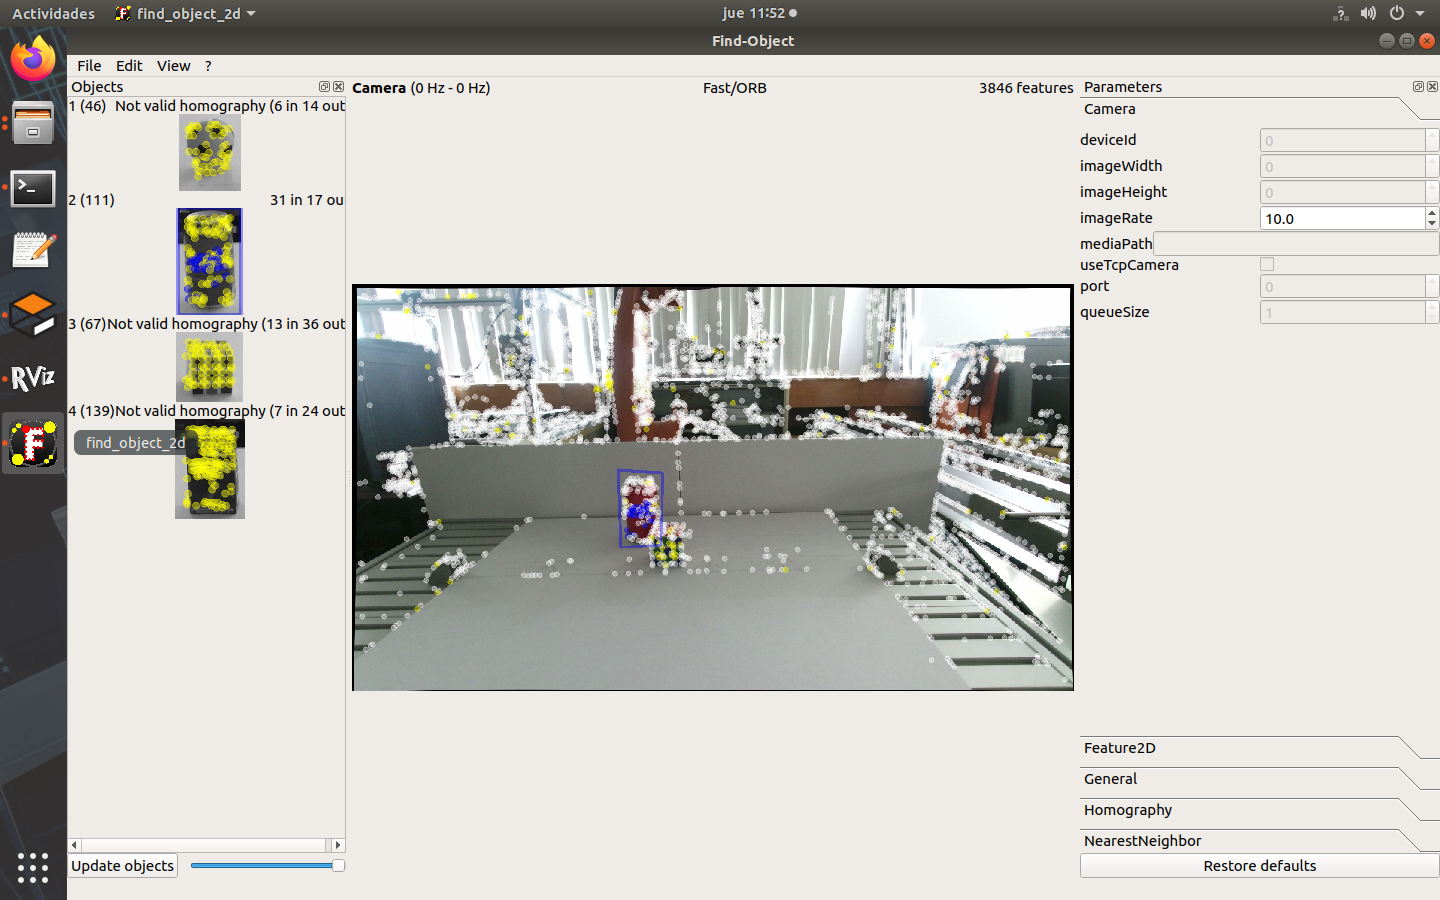 Actividades find_object_2d jue 11:52
Find-Object
File Edit View ?
Objects
Camera (0 Hz - 0 Hz) Fast/ORB 3846 features
Parameters
1 (46) Not valid homography (6 in 14 out
2 (111) 31 in 17 ou
3 (67)Not valid homography (13 in 36 out
4 (139)Not valid homography (7 in 24 out
find_object_2d
Update objects
Camera
deviceId 0
imageWidth 0
imageHeight 0
imageRate 10.0
mediaPath
useTcpCamera
port 0
queueSize 1
Feature2D
General
Homography
NearestNeighbor
Restore defaults
RViz
F